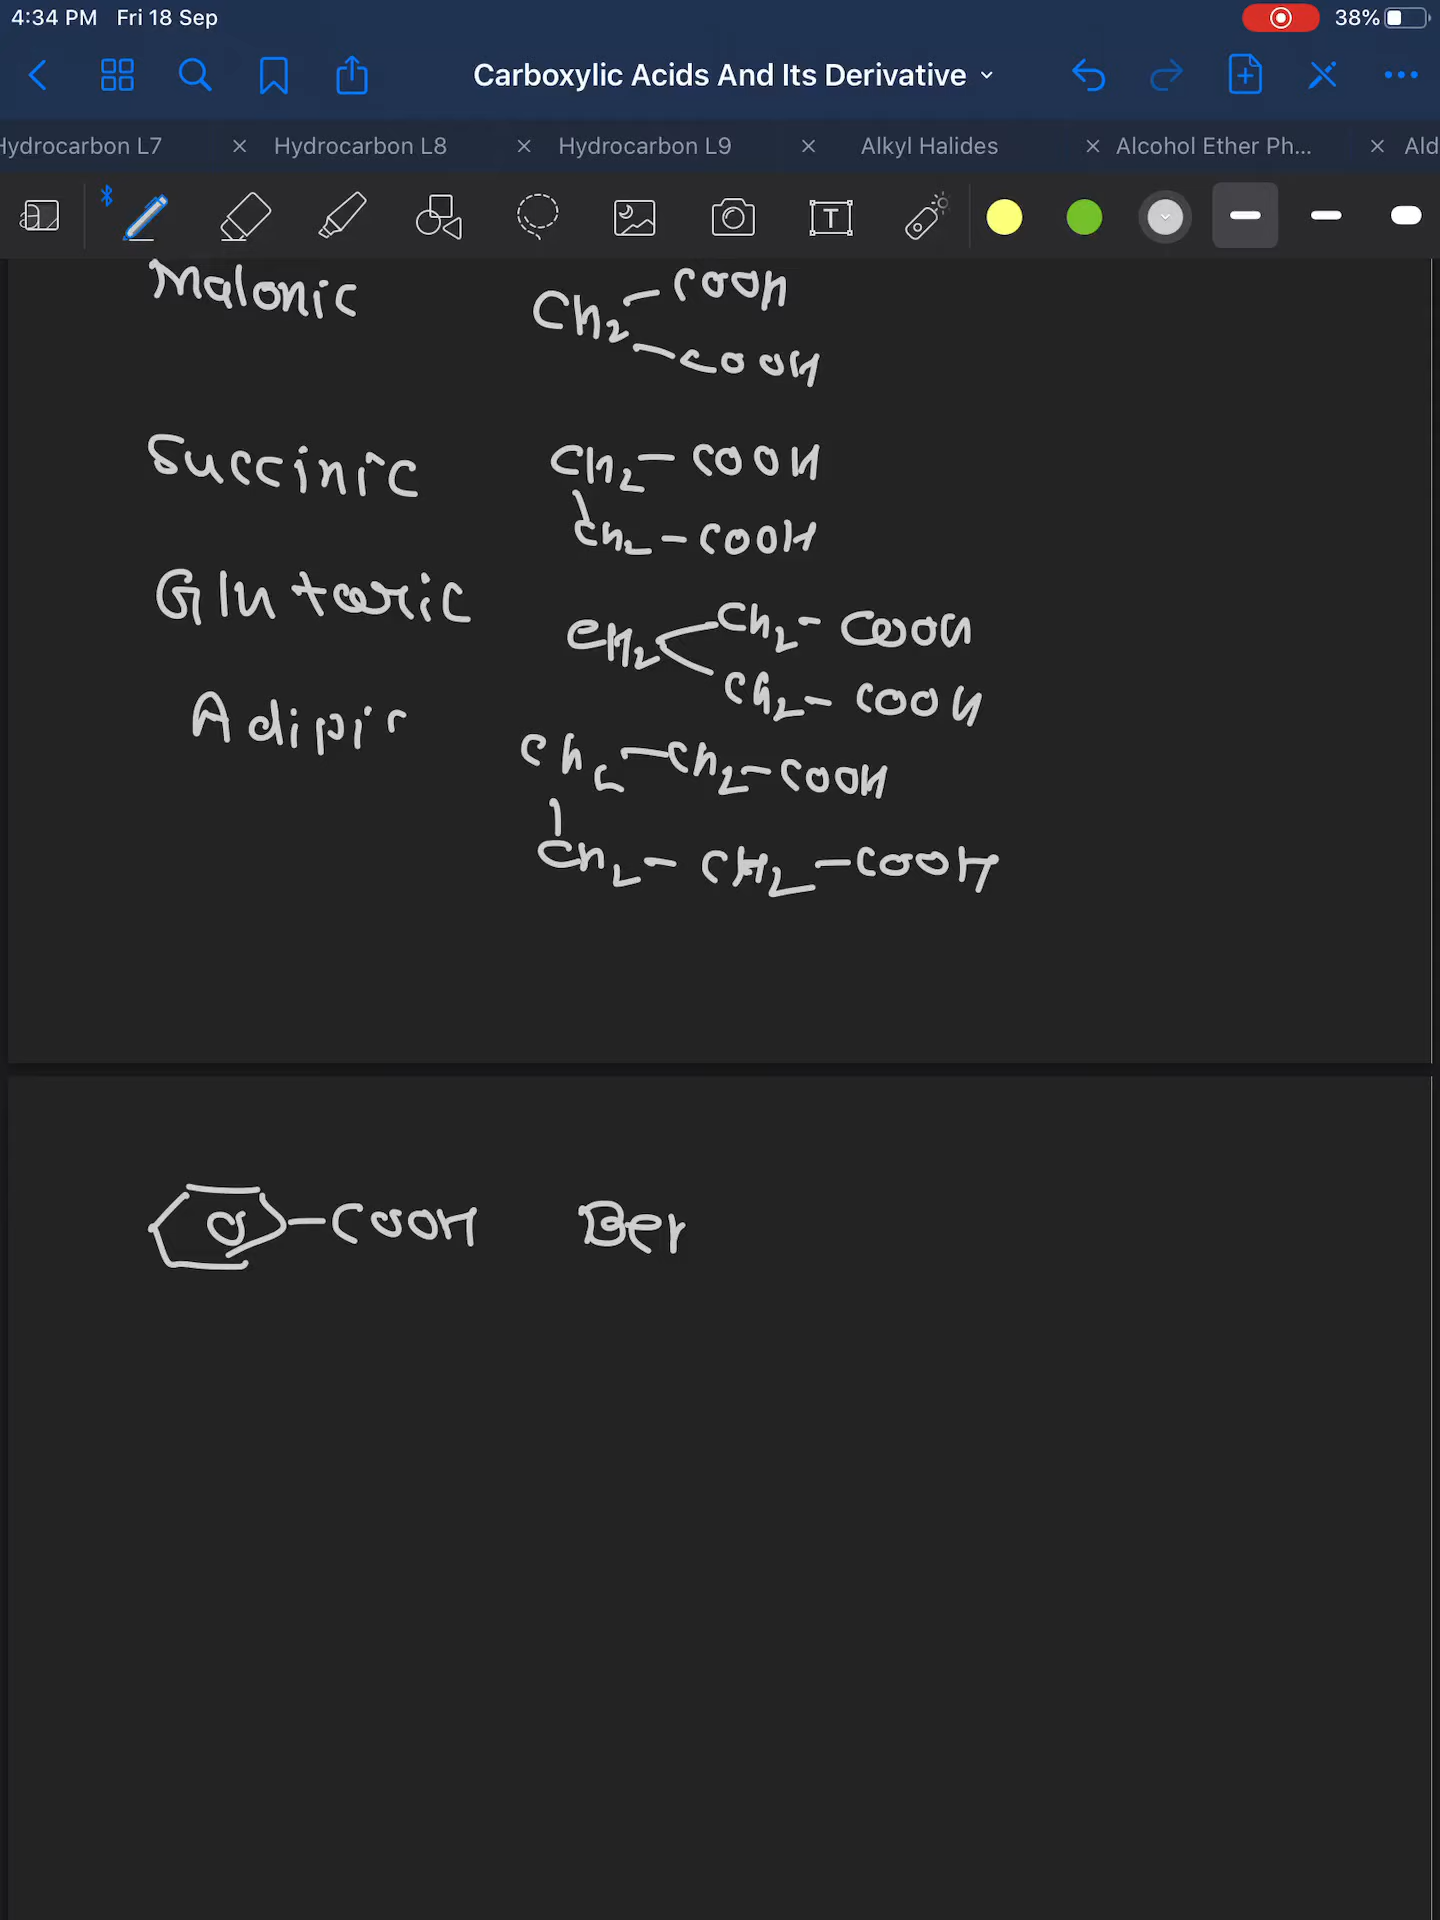 4:34 PM Fri 18 Sep 38%
Carboxylic Acids And Its Derivative
Hydrocarbon L7 × Hydrocarbon L8 × Hydrocarbon L9 × Alkyl Halides × Alcohol Ether Ph... × Ald
a T
Malonic CH2 - COOH
- COOH
Succinic CH2 - COOH
CH2 - COOH
Glutaric CH2 CH2 - COOH
CH2 - COOH
Adipic CH2 - CH2 - COOH
CH2 - CH2 - COOH
- COOH Ber